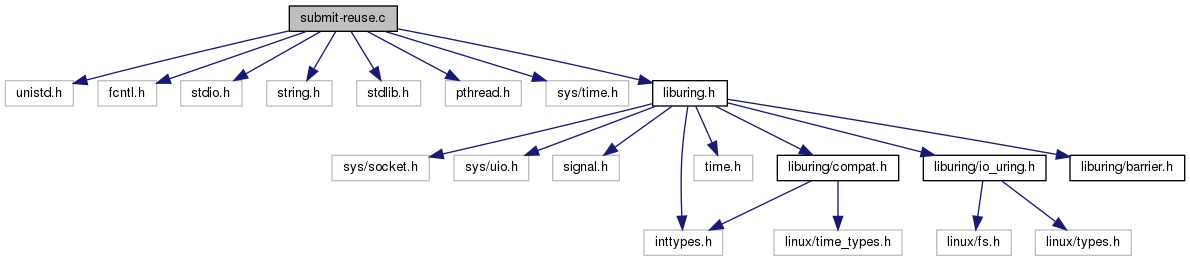 submit-reuse.c
unistd.h
fcntl.h
stdio.h
string.h
stdlib.h
pthread.h
sys/time.h
liburing.h
sys/socket.h
sys/uio.h
signal.h
time.h
liburing/compat.h
liburing/io_uring.h
liburing/barrier.h
inttypes.h
linux/time_types.h
linux/fs.h
linux/types.h